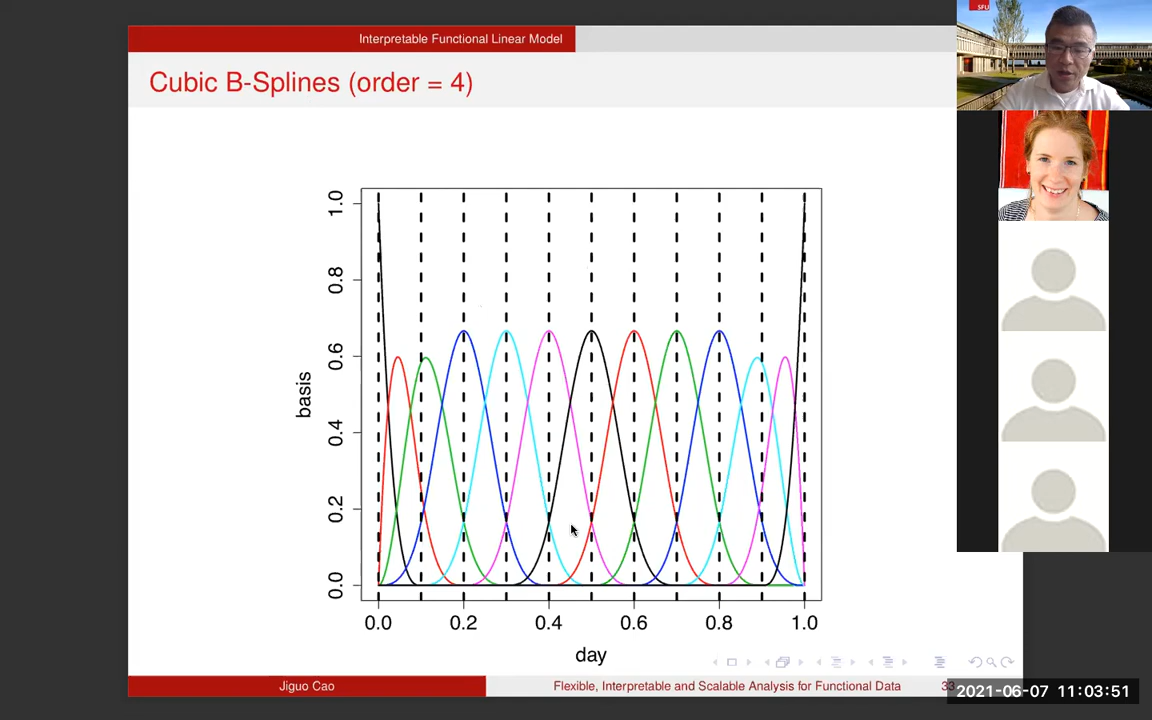 Interpretable Functional Linear Model
SFU
Cubic B-Splines (order = 4)
1.0
0.8
0.6
0.4
0.2
0.0
basis
0.0 0.2 0.4 0.6 0.8 1.0
day
Jiguo Cao
Flexible, Interpretable and Scalable Analysis for Functional Data
2021-06-07 11:03:51